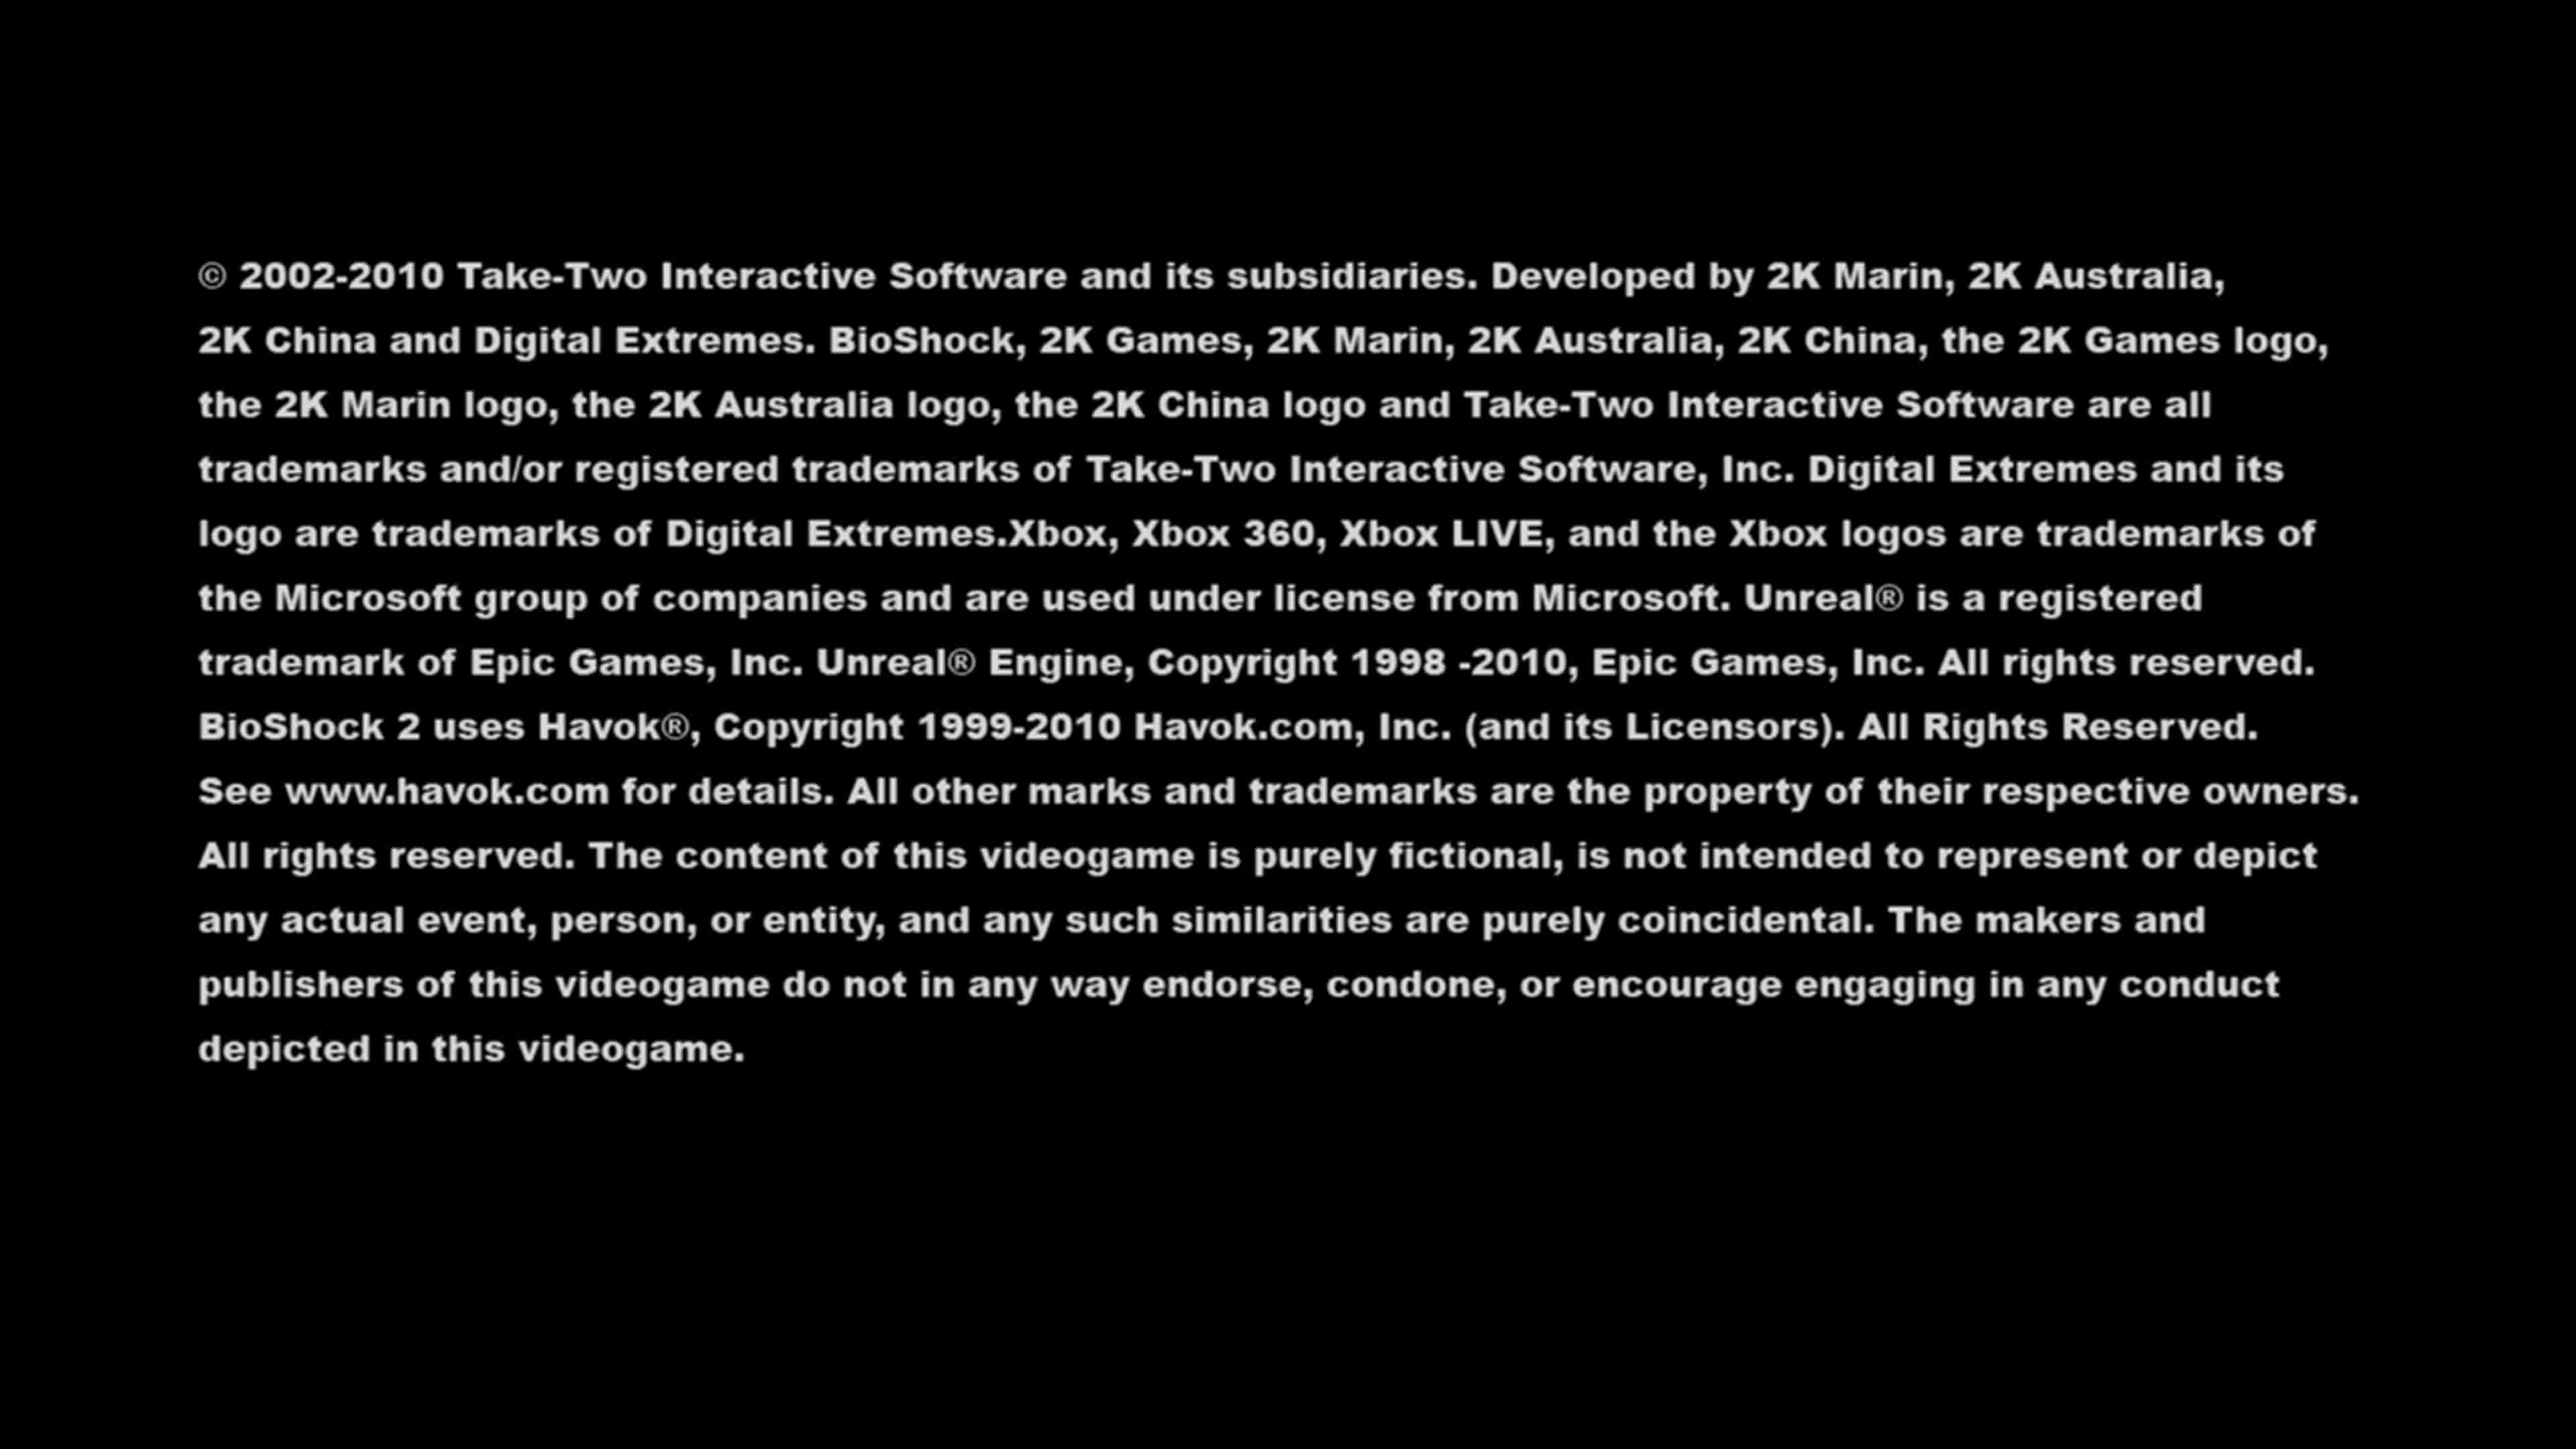 © 2002-2010 Take-Two Interactive Software and its subsidiaries. Developed by 2K Marin, 2K Australia,
2K China and Digital Extremes. BioShock, 2K Games, 2K Marin, 2K Australia, 2K China, the 2K Games logo,
the 2K Marin logo, the 2K Australia logo, the 2K China logo and Take-Two Interactive Software are all
trademarks and/or registered trademarks of Take-Two Interactive Software, Inc. Digital Extremes and its
logo are trademarks of Digital Extremes.Xbox, Xbox 360, Xbox LIVE, and the Xbox logos are trademarks of
the Microsoft group of companies and are used under license from Microsoft. Unreal® is a registered
trademark of Epic Games, Inc. Unreal® Engine, Copyright 1998 -2010, Epic Games, Inc. All rights reserved.
BioShock 2 uses Havok®, Copyright 1999-2010 Havok.com, Inc. (and its Licensors). All Rights Reserved.
See www.havok.com for details. All other marks and trademarks are the property of their respective owners.
All rights reserved. The content of this videogame is purely fictional, is not intended to represent or depict
any actual event, person, or entity, and any such similarities are purely coincidental. The makers and
publishers of this videogame do not in any way endorse, condone, or encourage engaging in any conduct
depicted in this videogame.